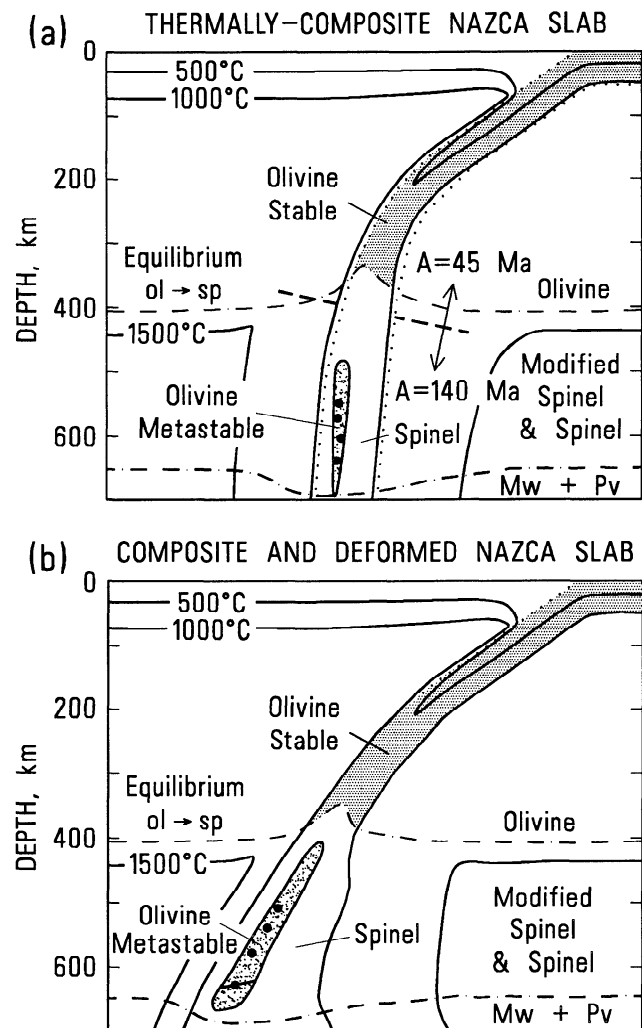 (a) THERMALLY-COMPOSITE NAZCA SLAB
0
500°C
1000°C
200
Olivine
Stable
Equilibrium
ol → sp
A=45 Ma
Olivine
400
1500°C
DEPTH, km
Olivine
Metastable
A=140 Ma
Spinel
Modified
Spinel
& Spinel
600
Mw + Pv
(b) COMPOSITE AND DEFORMED NAZCA SLAB
0
500°C
1000°C
200
Olivine
Stable
Equilibrium
ol → sp
Olivine
400
1500°C
DEPTH, km
Olivine
Metastable
Spinel
Modified
Spinel
& Spinel
600
Mw + Pv